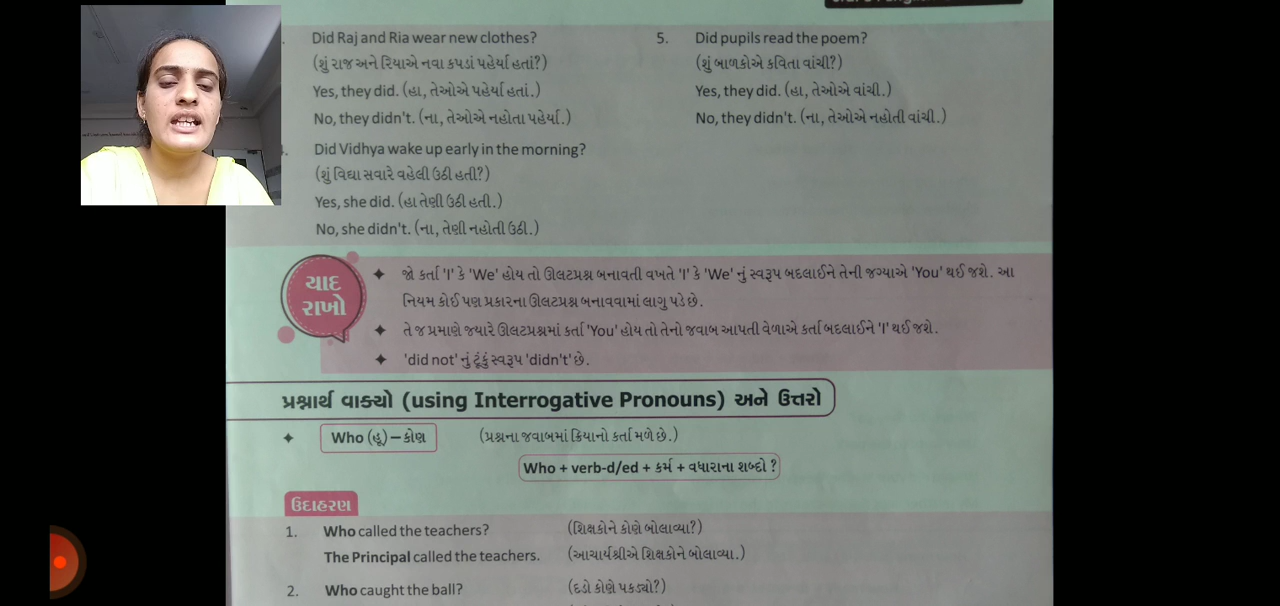 Did Raj and Ria wear new clothes?
(શું રાજ અને રિયાએ નવા કપડાં પહેર્યા હતાં?)
Yes, they did. (હા, તેઓએ પહેર્યા હતાં.)
No, they didn't. (ના, તેઓએ નહોતા પહેર્યા.)
Did Vidhya wake up early in the morning?
(શું વિદ્યા સવારે વહેલી ઉઠી હતી?)
Yes, she did. (હા તેણી ઉઠી હતી.)
No, she didn't. (ના, તેણી નહોતી ઉઠી.)
5. Did pupils read the poem?
(શું બાળકોએ કવિતા વાંચી?)
Yes, they did. (હા, તેઓએ વાંચી.)
No, they didn't. (ના, તેઓએ નહોતી વાંચી.)
યાદ
રાખો
✦ જો કર્તા 'I' કે 'We' હોય તો ઊલટપ્રશ્ન બનાવતી વખતે 'I' કે 'We' નું સ્વરૂપ બદલાઈને તેની જગ્યાએ 'You' થઈ જશે. આ
નિયમ કોઈ પણ પ્રકારના ઊલટપ્રશ્ન બનાવવામાં લાગુ પડે છે.
✦ તે જ પ્રમાણે જયારે ઊલટપ્રશ્નમાં કર્તા 'You' હોય તો તેનો જવાબ આપતી વેળાએ કર્તા બદલાઈને 'I' થઈ જશે.
✦ 'did not' નું ટૂંકું સ્વરૂપ 'didn't' છે.
પ્રશ્નાર્થ વાક્યો (using Interrogative Pronouns) અને ઉત્તરો
✦ Who (હૂ) – કોણ (પ્રશ્નના જવાબમાં ક્રિયાનો કર્તા મળે છે.)
Who + verb-d/ed + કર્મ + વધારાના શબ્દો ?
ઉદાહરણ
1. Who called the teachers? (શિક્ષકોને કોણે બોલાવ્યા?)
The Principal called the teachers. (આચાર્યશ્રીએ શિક્ષકોને બોલાવ્યા.)
2. Who caught the ball? (દડો કોણે પકડ્યો?)